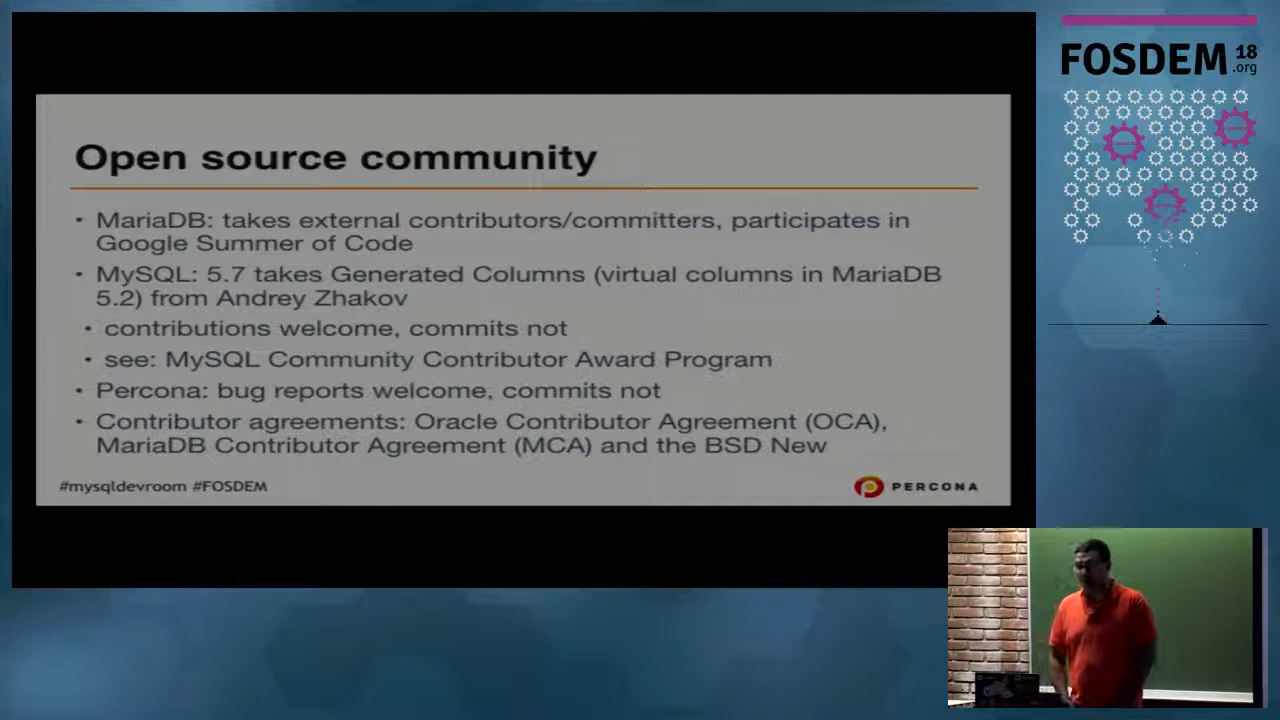 FOSDEM 18
.org
Open source community
• MariaDB: takes external contributors/committers, participates in
Google Summer of Code
• MySQL: 5.7 takes Generated Columns (virtual columns in MariaDB
5.2) from Andrey Zhakov
• contributions welcome, commits not
• see: MySQL Community Contributor Award Program
• Percona: bug reports welcome, commits not
• Contributor agreements: Oracle Contributor Agreement (OCA),
MariaDB Contributor Agreement (MCA) and the BSD New
#mysqldevroom #FOSDEM
PERCONA